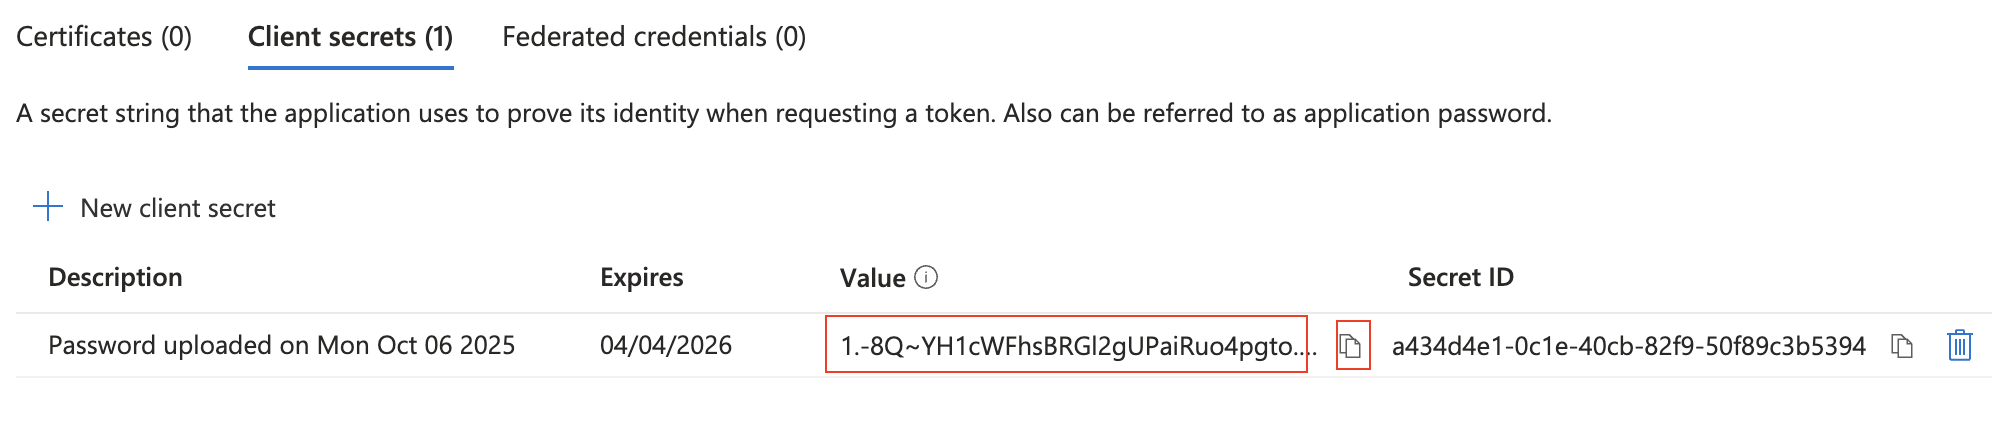 Certificates (0) Client secrets (1) Federated credentials (0)
A secret string that the application uses to prove its identity when requesting a token. Also can be referred to as application password.
New client secret
Description Expires Value Secret ID
Password uploaded on Mon Oct 06 2025 04/04/2026 1.-8Q~YH1cWFhsBRGl2gUPaiRuo4pgto.... a434d4e1-0c1e-40cb-82f9-50f89c3b5394